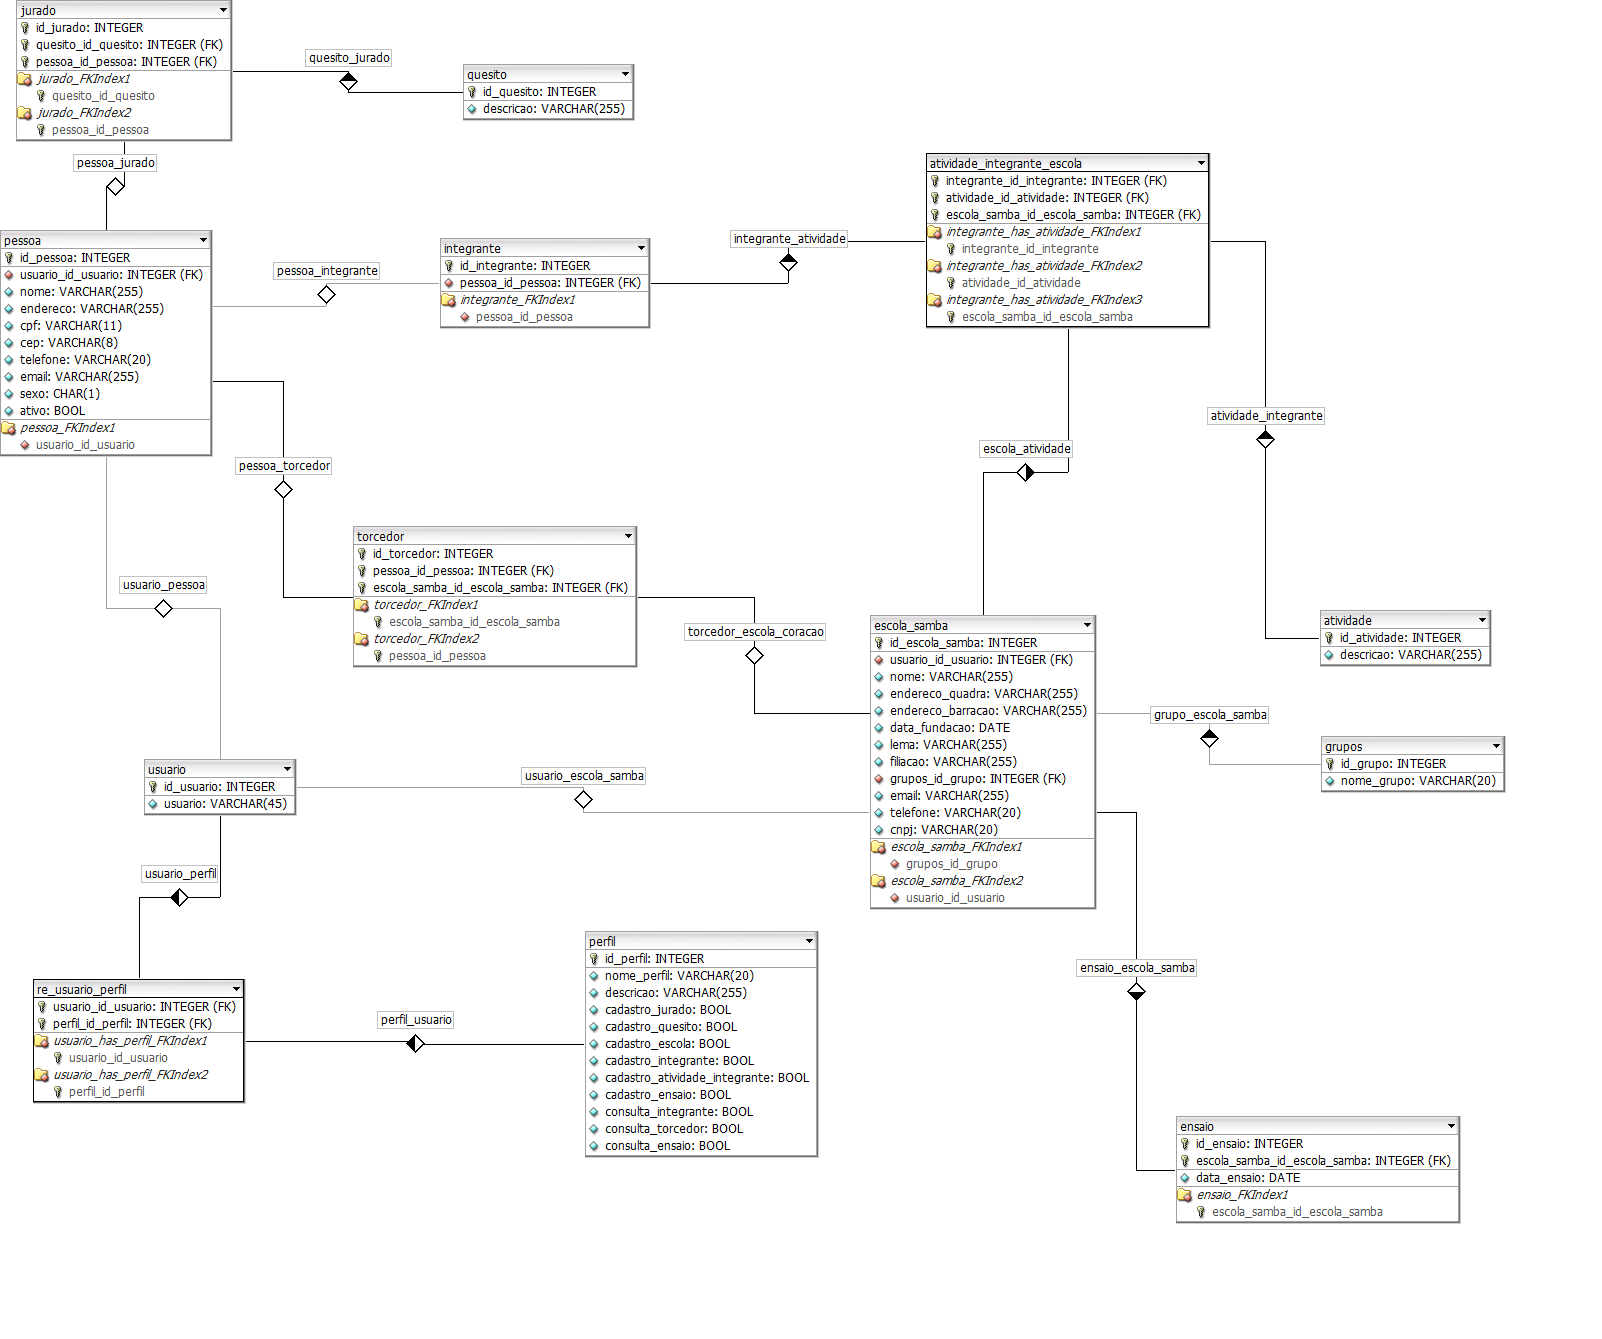 jurado
id_jurado: INTEGER
quesito_id_quesito: INTEGER (FK)
pessoa_id_pessoa: INTEGER (FK)
jurado_FKIndex1
quesito_id_quesito
jurado_FKIndex2
pessoa_id_pessoa
quesito_jurado
quesito
id_quesito: INTEGER
descricao: VARCHAR(255)
pessoa_jurado
atividade_integrante_escola
integrante_id_integrante: INTEGER (FK)
atividade_id_atividade: INTEGER (FK)
escola_samba_id_escola_samba: INTEGER (FK)
integrante_has_atividade_FKIndex1
integrante_id_integrante
integrante_has_atividade_FKIndex2
atividade_id_atividade
integrante_has_atividade_FKIndex3
escola_samba_id_escola_samba
pessoa
id_pessoa: INTEGER
usuario_id_usuario: INTEGER (FK)
nome: VARCHAR(255)
endereco: VARCHAR(255)
cpf: VARCHAR(11)
cep: VARCHAR(8)
telefone: VARCHAR(20)
email: VARCHAR(255)
sexo: CHAR(1)
ativo: BOOL
pessoa_FKIndex1
usuario_id_usuario
pessoa_integrante
integrante
id_integrante: INTEGER
pessoa_id_pessoa: INTEGER (FK)
integrante_FKIndex1
pessoa_id_pessoa
integrante_atividade
atividade_integrante
escola_atividade
pessoa_torcedor
torcedor
id_torcedor: INTEGER
pessoa_id_pessoa: INTEGER (FK)
escola_samba_id_escola_samba: INTEGER (FK)
torcedor_FKIndex1
escola_samba_id_escola_samba
torcedor_FKIndex2
pessoa_id_pessoa
usuario_pessoa
torcedor_escola_coracao
escola_samba
id_escola_samba: INTEGER
usuario_id_usuario: INTEGER (FK)
nome: VARCHAR(255)
endereco_quadra: VARCHAR(255)
endereco_barracao: VARCHAR(255)
data_fundacao: DATE
lema: VARCHAR(255)
filiacao: VARCHAR(255)
grupos_id_grupo: INTEGER (FK)
email: VARCHAR(255)
telefone: VARCHAR(20)
cnpj: VARCHAR(20)
escola_samba_FKIndex1
grupos_id_grupo
escola_samba_FKIndex2
usuario_id_usuario
atividade
id_atividade: INTEGER
descricao: VARCHAR(255)
grupo_escola_samba
grupos
id_grupo: INTEGER
nome_grupo: VARCHAR(20)
usuario
id_usuario: INTEGER
usuario: VARCHAR(45)
usuario_escola_samba
usuario_perfil
perfil
id_perfil: INTEGER
nome_perfil: VARCHAR(20)
descricao: VARCHAR(255)
cadastro_jurado: BOOL
cadastro_quesito: BOOL
cadastro_escola: BOOL
cadastro_integrante: BOOL
cadastro_atividade_integrante: BOOL
cadastro_ensaio: BOOL
consulta_integrante: BOOL
consulta_torcedor: BOOL
consulta_ensaio: BOOL
ensaio_escola_samba
re_usuario_perfil
usuario_id_usuario: INTEGER (FK)
perfil_id_perfil: INTEGER (FK)
usuario_has_perfil_FKIndex1
usuario_id_usuario
usuario_has_perfil_FKIndex2
perfil_id_perfil
perfil_usuario
ensaio
id_ensaio: INTEGER
escola_samba_id_escola_samba: INTEGER (FK)
data_ensaio: DATE
ensaio_FKIndex1
escola_samba_id_escola_samba